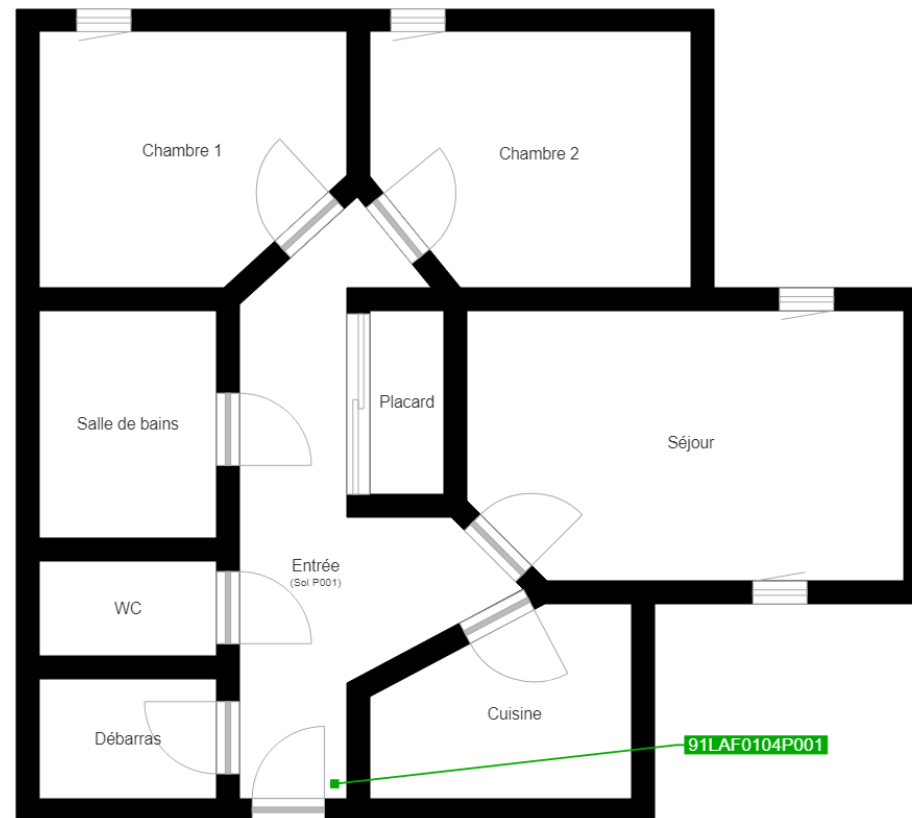 Chambre 1
Chambre 2
Placard
Salle de bains
Séjour
Entrée
(Sol P001)
WC
Cuisine
Débarras
91LAF0104P001